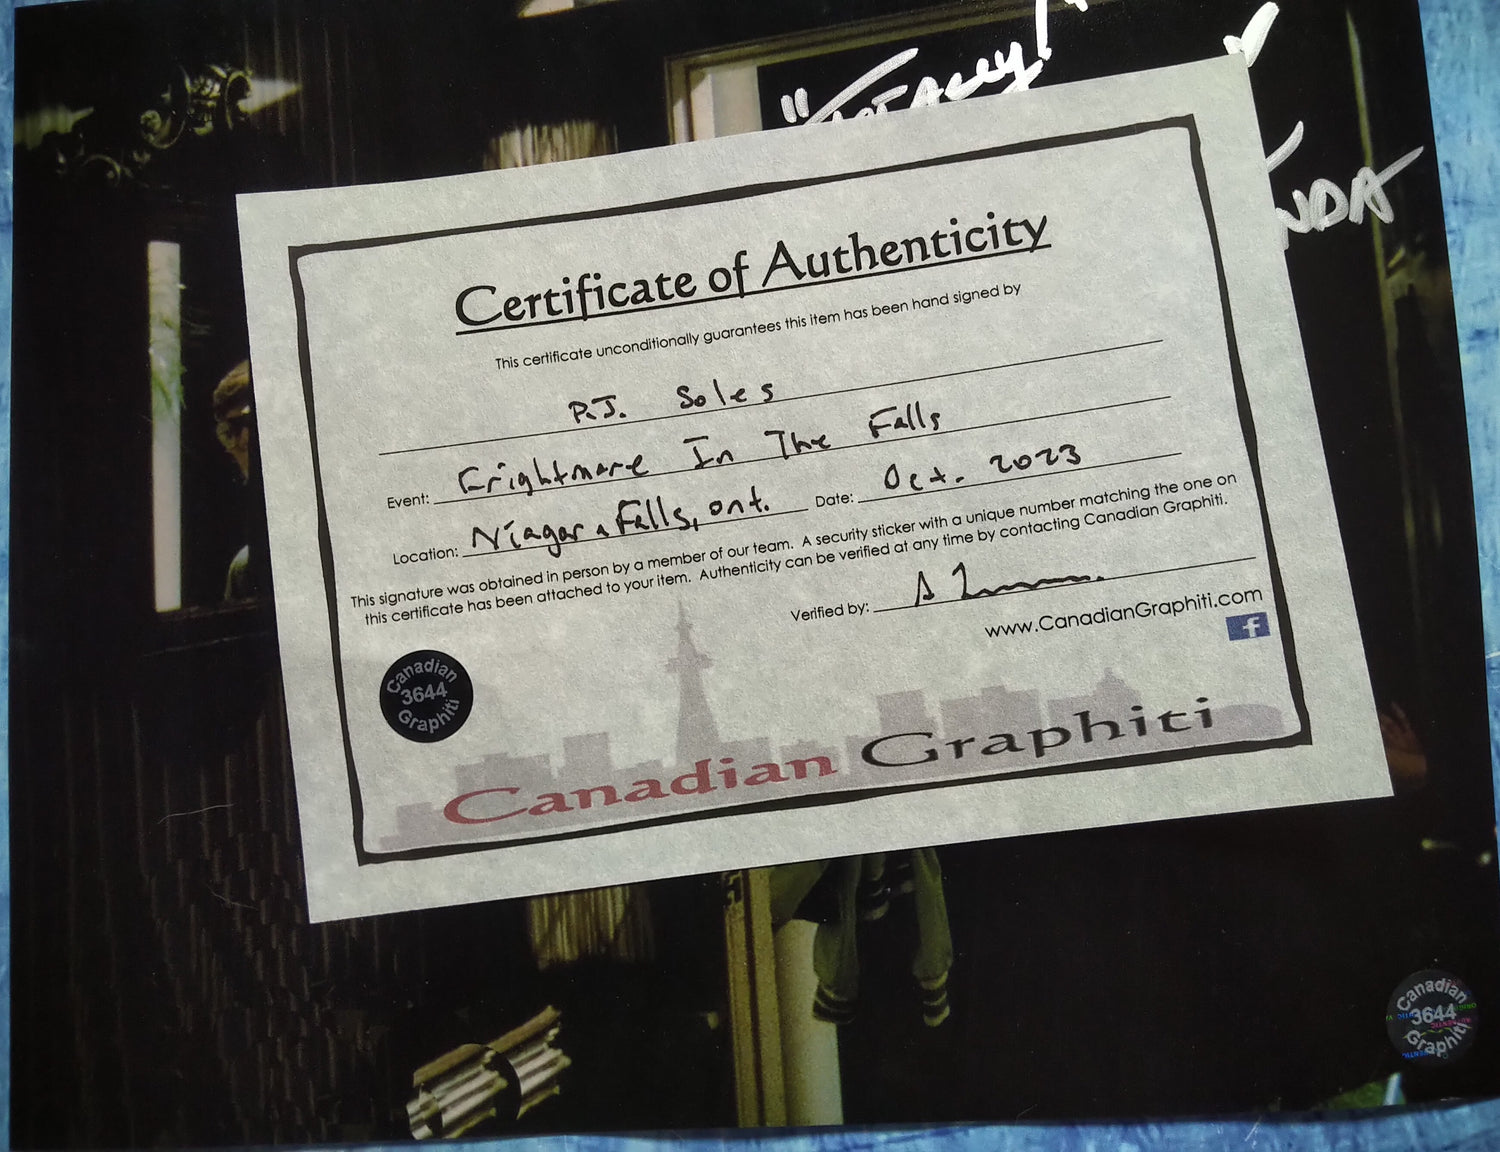 "TOTALLY!"
NDA
Certificate of Authenticity
This certificate unconditionally guarantees this item has been hand signed by
P.J. Soles
Event: Frightmare In The Falls
Location: Niagara Falls, ont. Date: Oct. 2023
This signature was obtained in person by a member of our team. A security sticker with a unique number matching the one on
this certificate has been attached to your item. Authenticity can be verified at any time by contacting Canadian Graphiti.
Verified by:
www.CanadianGraphiti.com
f
Canadian
3644
Graphiti
Canadian Graphiti
Canadian
3644
Graphiti